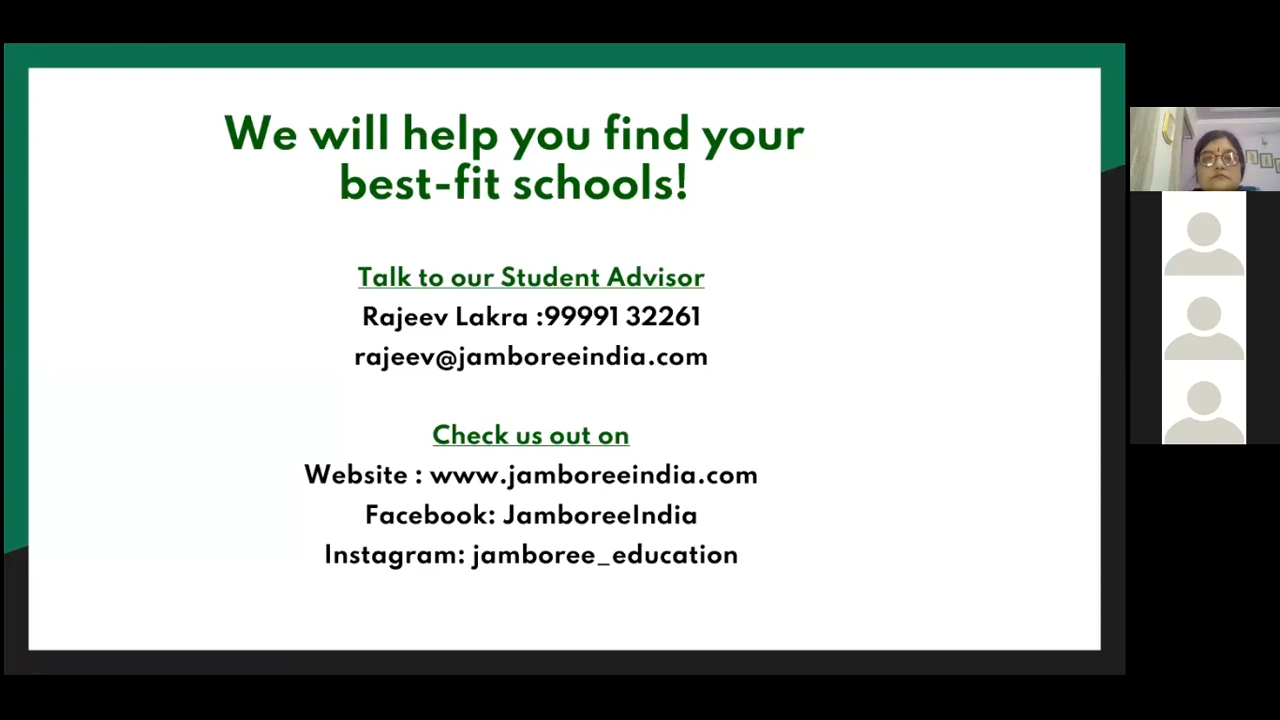 We will help you find your
best-fit schools!
Talk to our Student Advisor
Rajeev Lakra :99991 32261
rajeev@jamboreeindia.com
Check us out on
Website : www.jamboreeindia.com
Facebook: JamboreeIndia
Instagram: jamboree_education